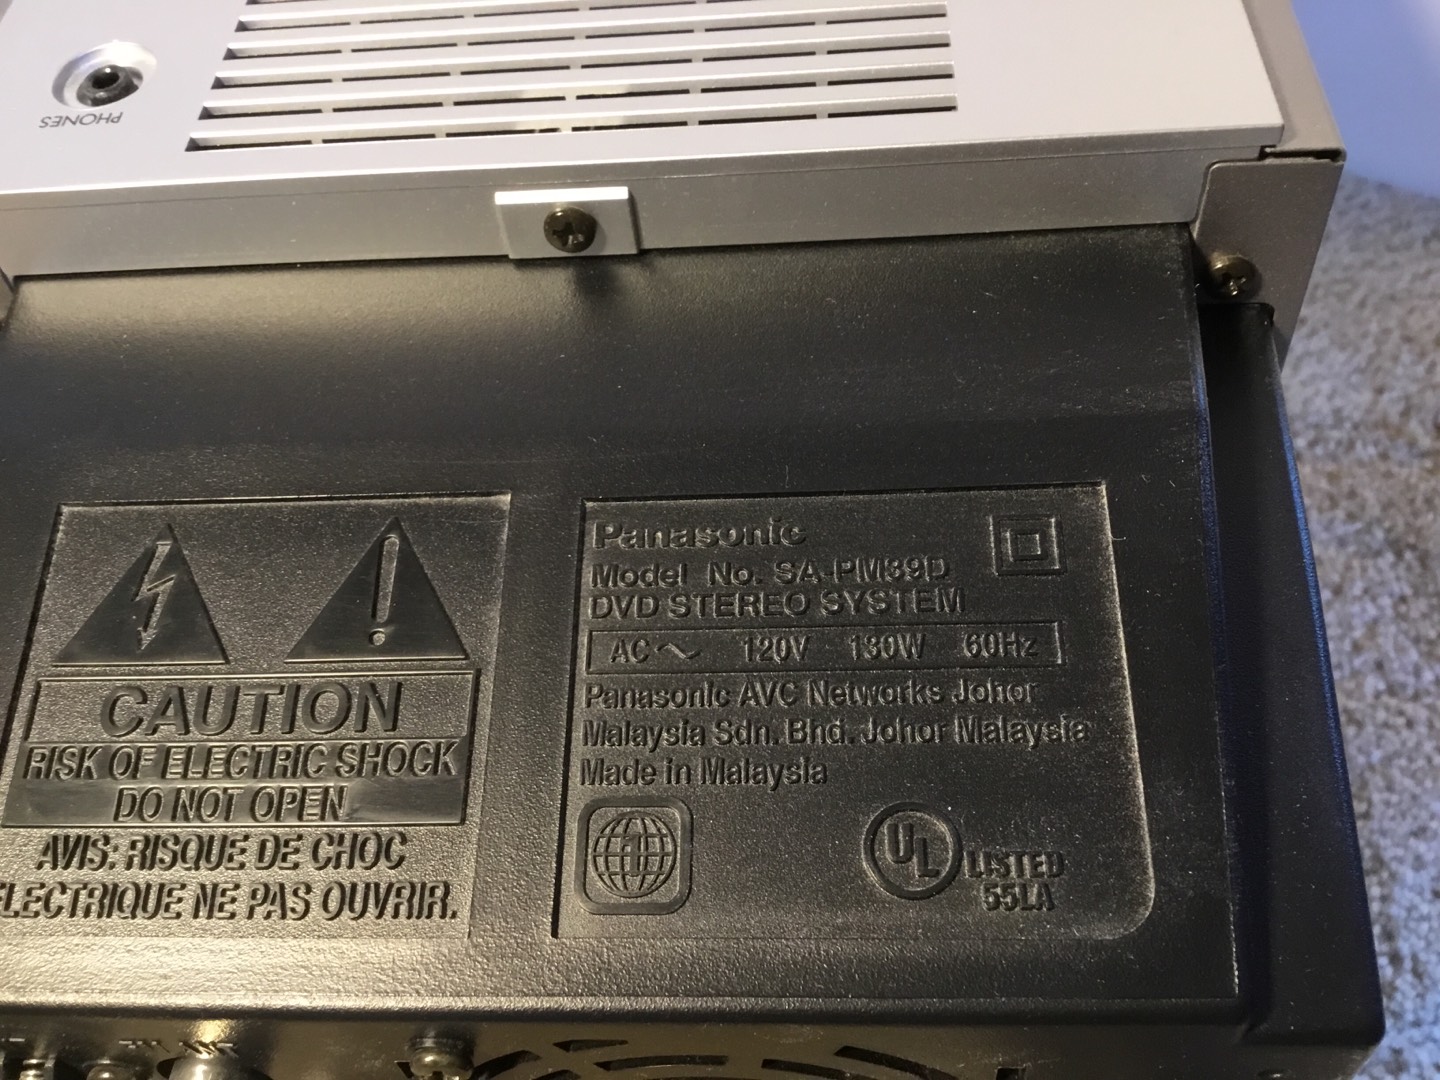 PHONES
CAUTION
RISK OF ELECTRIC SHOCK
DO NOT OPEN
AVIS: RISQUE DE CHOC
ELECTRIQUE NE PAS OUVRIR.
Panasonic
Model No. SA-PM39D
DVD STEREO SYSTEM
AC ~ 120V 130W 60Hz
Panasonic AVC Networks Johor
Malaysia Sdn. Bhd. Johor Malaysia
Made in Malaysia
UL LISTED
55LA